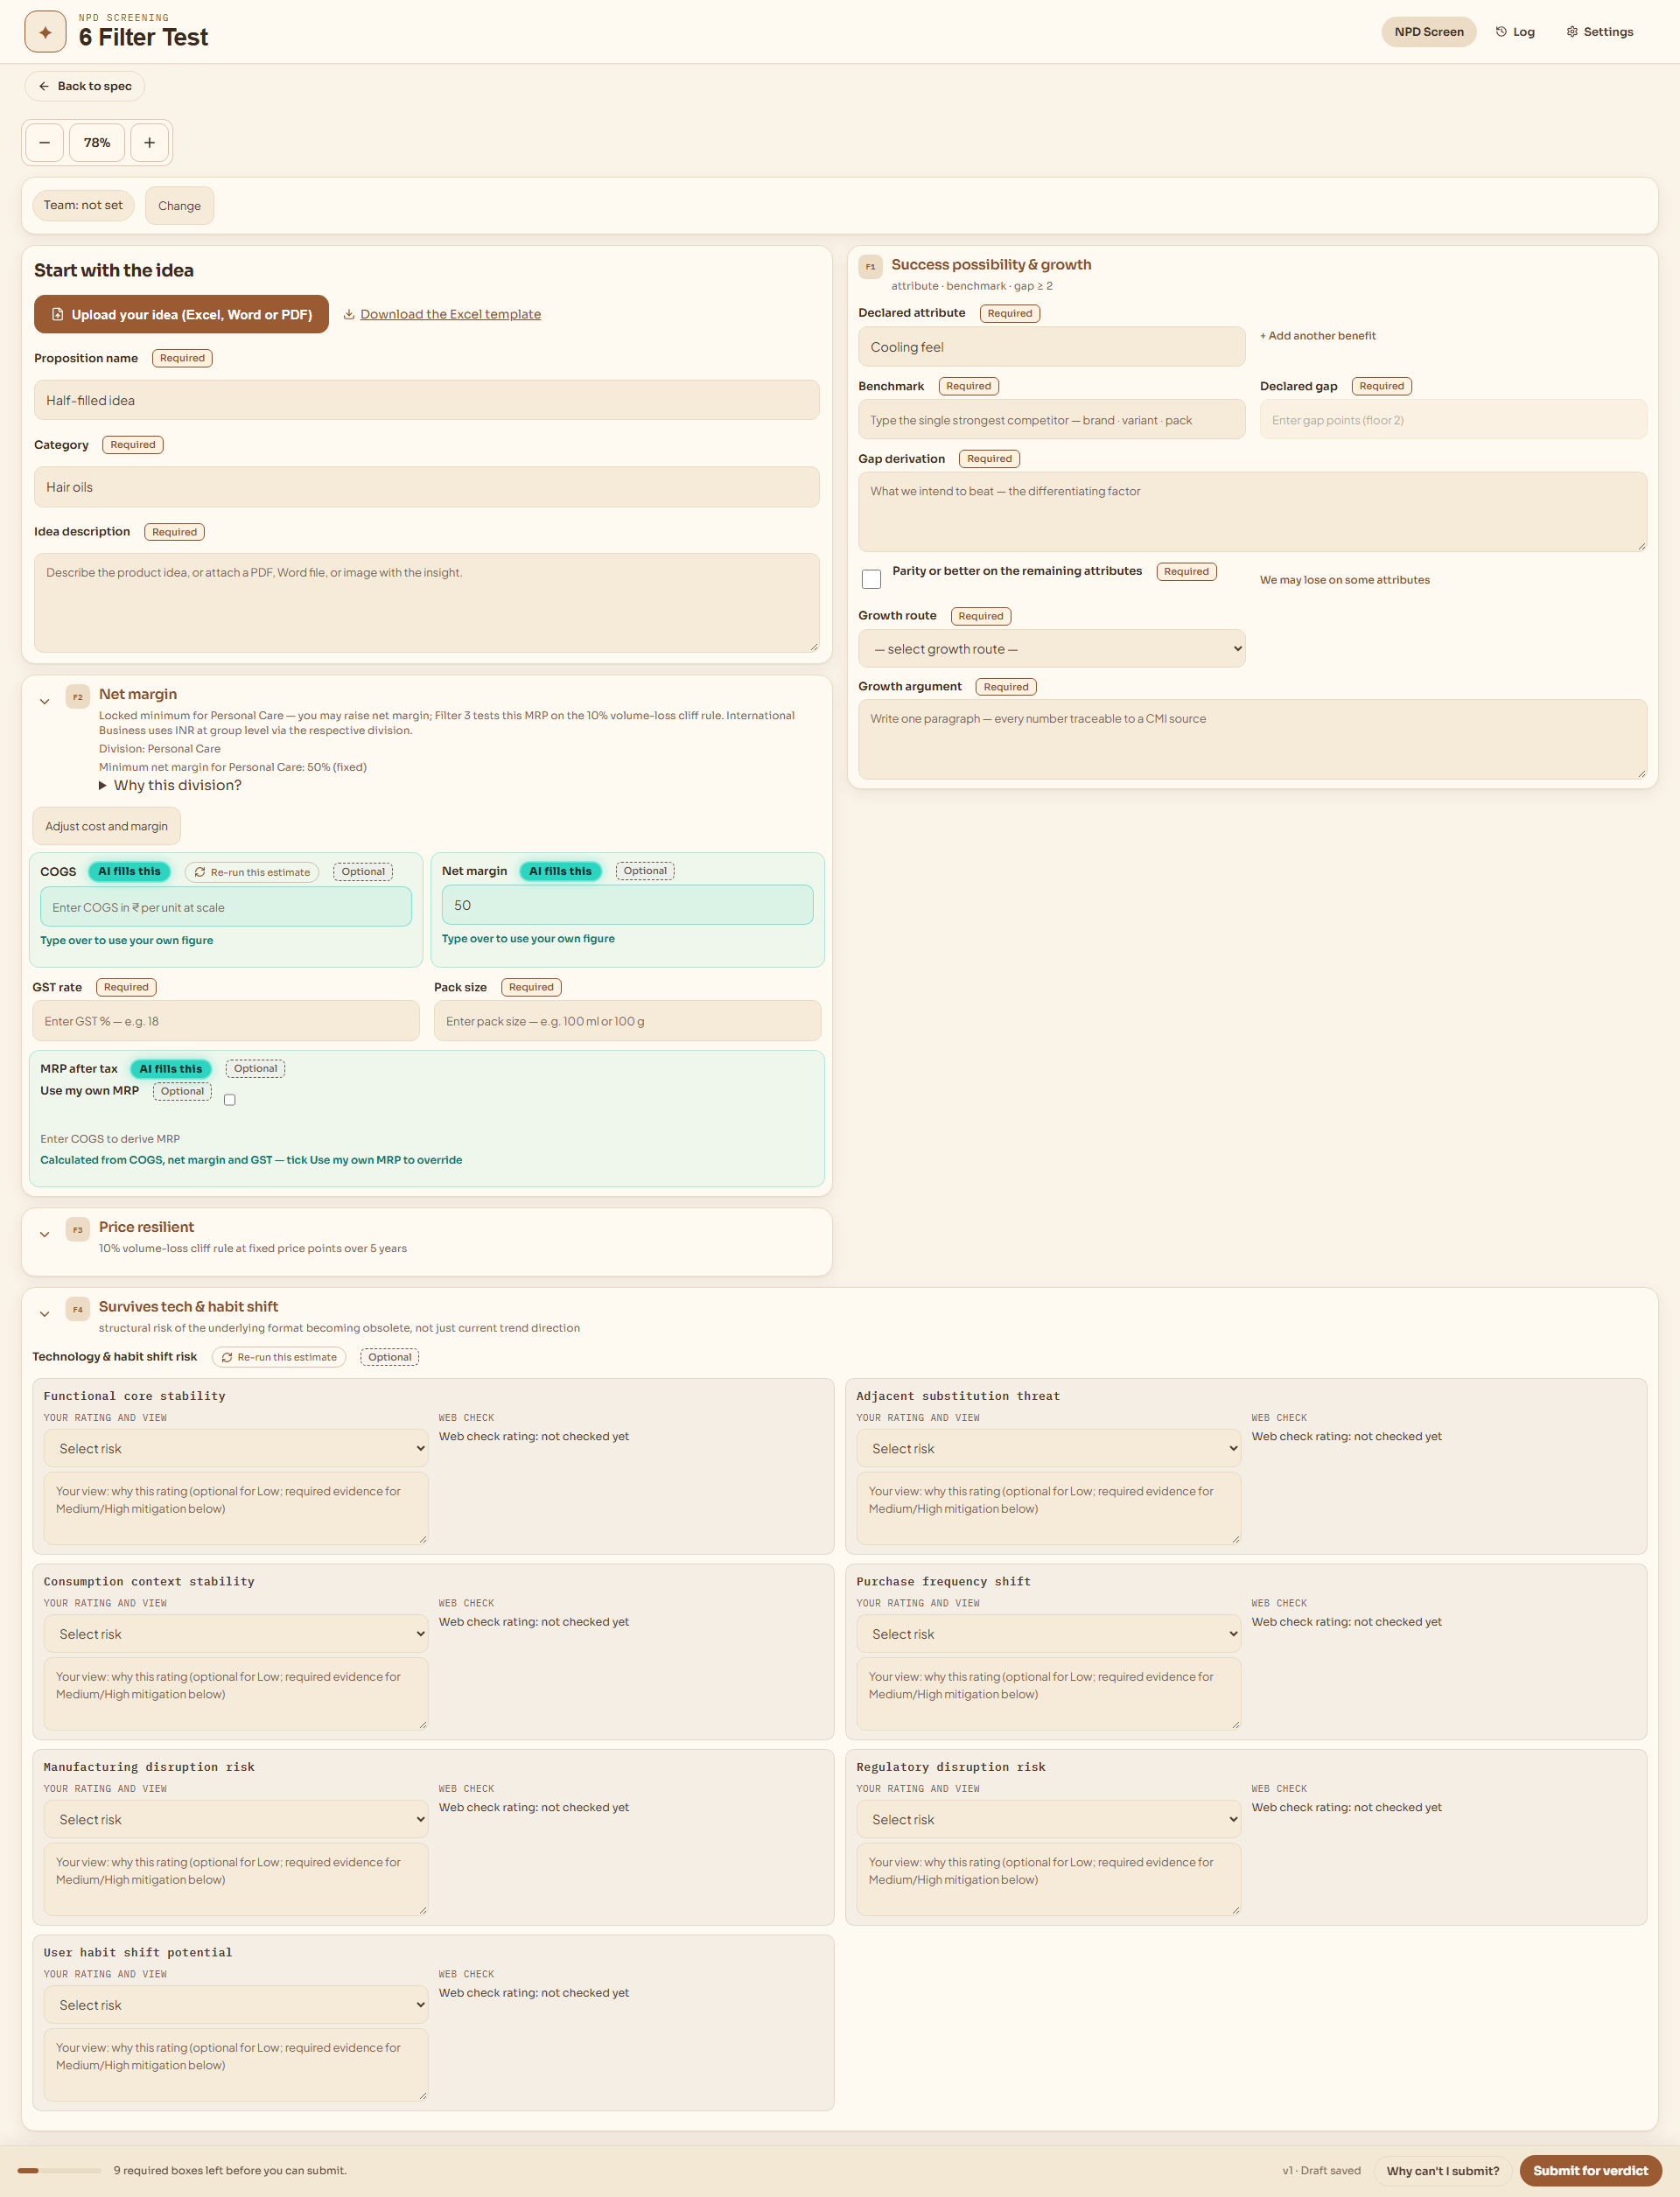 NPD SCREENING
6 Filter Test
NPD Screen
Log
Settings
Back to spec
78%
Team: not set
Change
Start with the idea
Upload your idea (Excel, Word or PDF)
Download the Excel template
Proposition name
Required
Half-filled idea
Category
Required
Hair oils
Idea description
Required
Describe the product idea, or attach a PDF, Word file, or image with the insight.
F1
Success possibility & growth
attribute · benchmark · gap ≥ 2
Declared attribute
Required
Cooling feel
+ Add another benefit
Benchmark
Required
Type the single strongest competitor — brand · variant · pack
Declared gap
Required
Enter gap points (floor 2)
Gap derivation
Required
What we intend to beat — the differentiating factor
Parity or better on the remaining attributes
Required
We may lose on some attributes
Growth route
Required
— select growth route —
Growth argument
Required
Write one paragraph — every number traceable to a CMI source
F2
Net margin
Locked minimum for Personal Care — you may raise net margin; Filter 3 tests this MRP on the 10% volume-loss cliff rule. International
Business uses INR at group level via the respective division.
Division: Personal Care
Minimum net margin for Personal Care: 50% (fixed)
Why this division?
Adjust cost and margin
COGS
AI fills this
Re-run this estimate
Optional
Enter COGS in ₹ per unit at scale
Type over to use your own figure
Net margin
AI fills this
Optional
50
Type over to use your own figure
GST rate
Required
Enter GST % — e.g. 18
Pack size
Required
Enter pack size — e.g. 100 ml or 100 g
MRP after tax
AI fills this
Optional
Use my own MRP
Optional
Enter COGS to derive MRP
Calculated from COGS, net margin and GST — tick Use my own MRP to override
F3
Price resilient
10% volume-loss cliff rule at fixed price points over 5 years
F4
Survives tech & habit shift
structural risk of the underlying format becoming obsolete, not just current trend direction
Technology & habit shift risk
Re-run this estimate
Optional
Functional core stability
YOUR RATING AND VIEW
Select risk
Your view: why this rating (optional for Low; required evidence for
Medium/High mitigation below)
WEB CHECK
Web check rating: not checked yet
Adjacent substitution threat
YOUR RATING AND VIEW
Select risk
Your view: why this rating (optional for Low; required evidence for
Medium/High mitigation below)
WEB CHECK
Web check rating: not checked yet
Consumption context stability
YOUR RATING AND VIEW
Select risk
Your view: why this rating (optional for Low; required evidence for
Medium/High mitigation below)
WEB CHECK
Web check rating: not checked yet
Purchase frequency shift
YOUR RATING AND VIEW
Select risk
Your view: why this rating (optional for Low; required evidence for
Medium/High mitigation below)
WEB CHECK
Web check rating: not checked yet
Manufacturing disruption risk
YOUR RATING AND VIEW
Select risk
Your view: why this rating (optional for Low; required evidence for
Medium/High mitigation below)
WEB CHECK
Web check rating: not checked yet
Regulatory disruption risk
YOUR RATING AND VIEW
Select risk
Your view: why this rating (optional for Low; required evidence for
Medium/High mitigation below)
WEB CHECK
Web check rating: not checked yet
User habit shift potential
YOUR RATING AND VIEW
Select risk
Your view: why this rating (optional for Low; required evidence for
Medium/High mitigation below)
WEB CHECK
Web check rating: not checked yet
9 required boxes left before you can submit.
v1 · Draft saved
Why can't I submit?
Submit for verdict